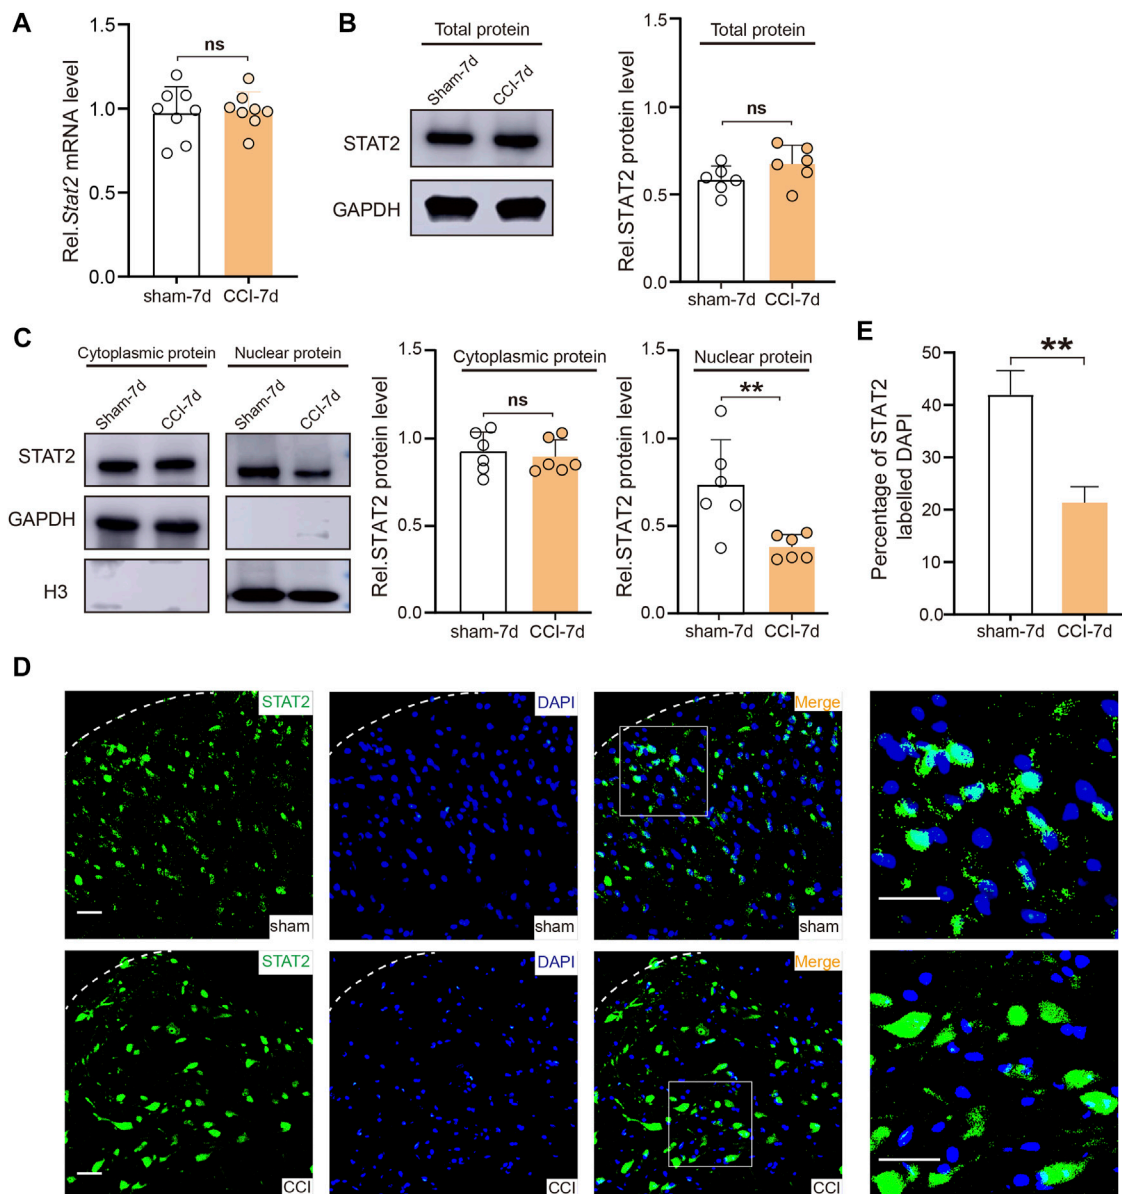 A
1.5
1.0
0.5
0.0
Rel.Stat2 mRNA level
ns
sham-7d
CCI-7d
B
Total protein
Sham-7d
CCI-7d
STAT2
GAPDH
1.5
1.0
0.5
0.0
Rel.STAT2 protein level
Total protein
ns
sham-7d
CCI-7d
C
Cytoplasmic protein
Nuclear protein
Sham-7d
CCI-7d
Sham-7d
CCI-7d
STAT2
GAPDH
H3
1.5
1.0
0.5
0.0
Rel.STAT2 protein level
Cytoplasmic protein
ns
sham-7d
CCI-7d
1.5
1.0
0.5
0.0
Rel.STAT2 protein level
Nuclear protein
**
sham-7d
CCI-7d
E
50
40
30
20
10
0.0
Percentage of STAT2
labelled DAPI
**
sham-7d
CCI-7d
D
STAT2
sham
DAPI
sham
Merge
sham
STAT2
CCI
DAPI
CCI
Merge
CCI